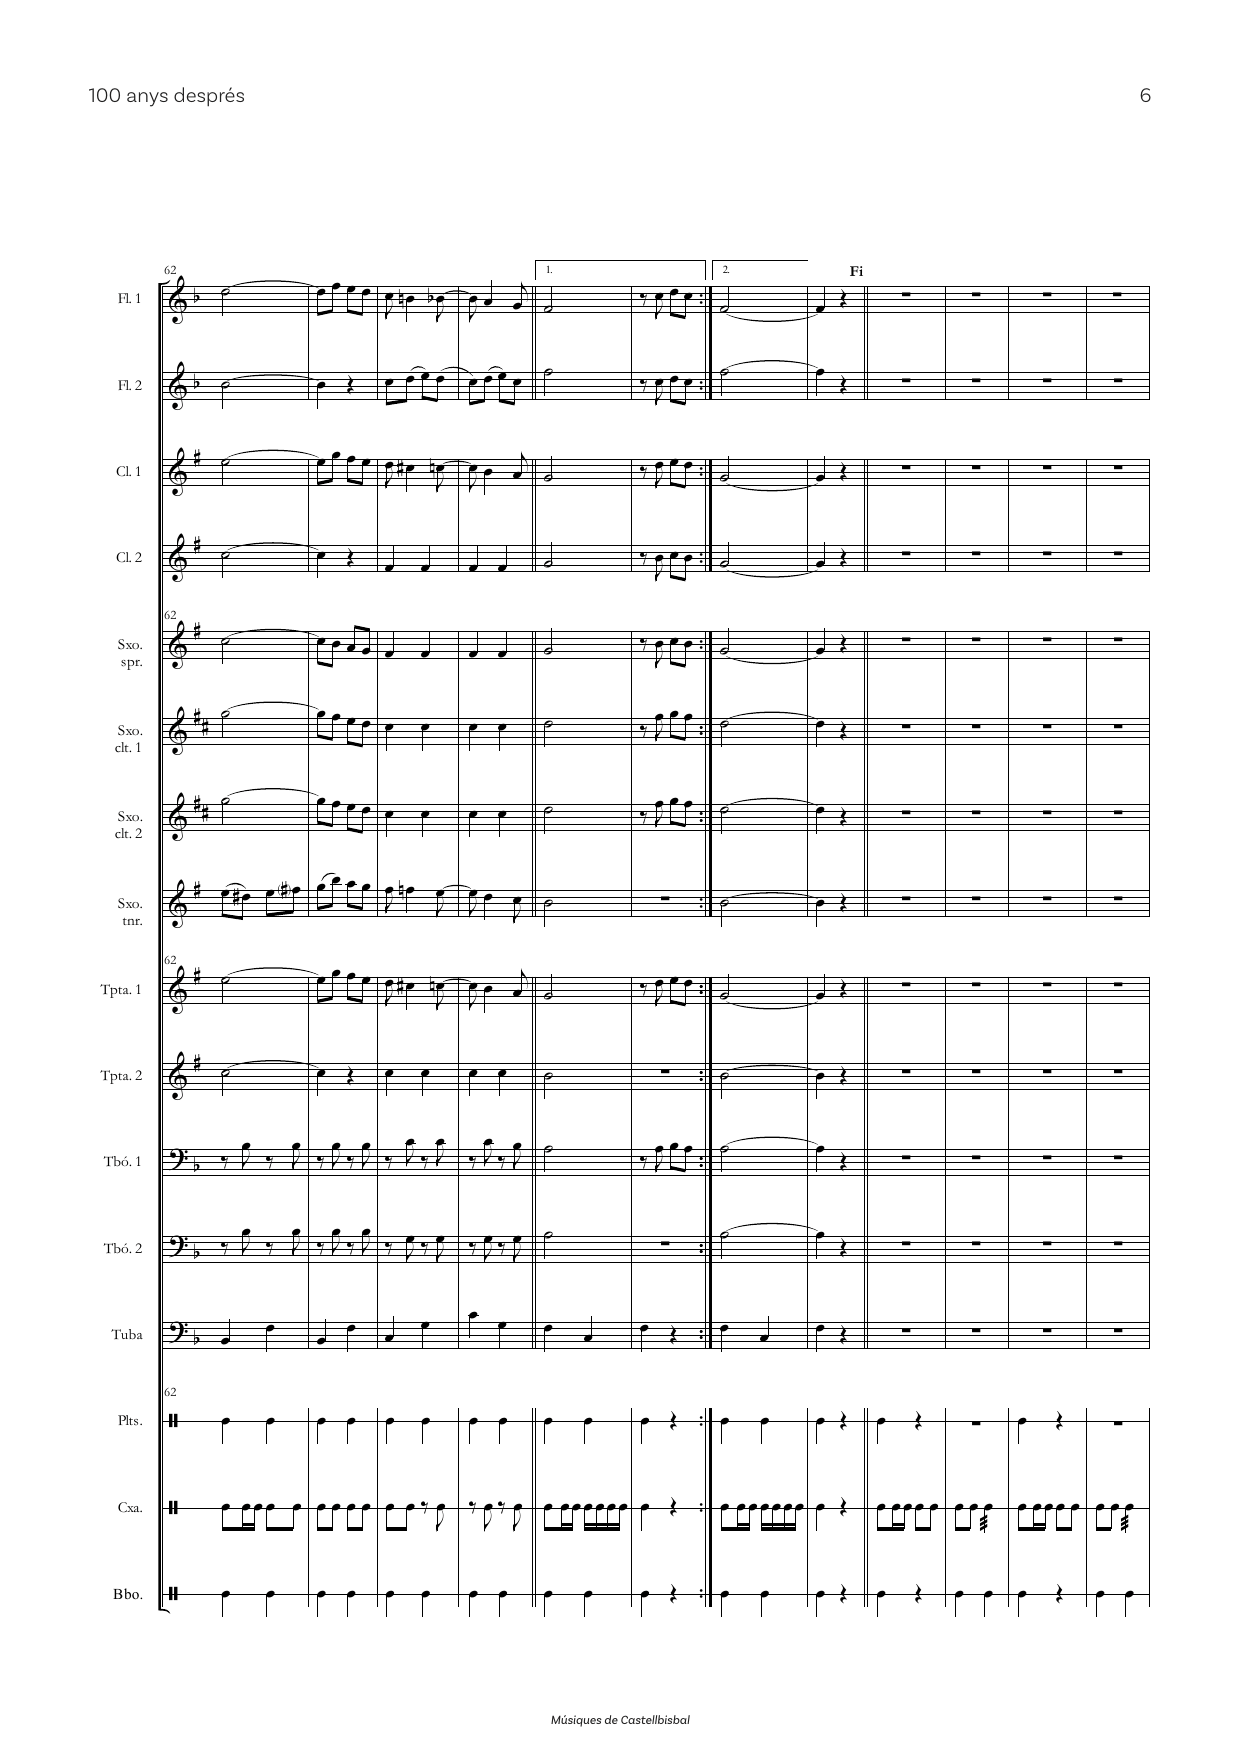 100 anys després 6
1. 2. Fi
62
Fl. 1
Fl. 2
Cl. 1
Cl. 2
62
Sxo.
spr.
Sxo.
clt. 1
Sxo.
clt. 2
Sxo.
tnr.
62
Tpta. 1
Tpta. 2
Tbó. 1
Tbó. 2
Tuba
62
Plts.
Cxa.
Bbo.
Músiques de Castellbisbal